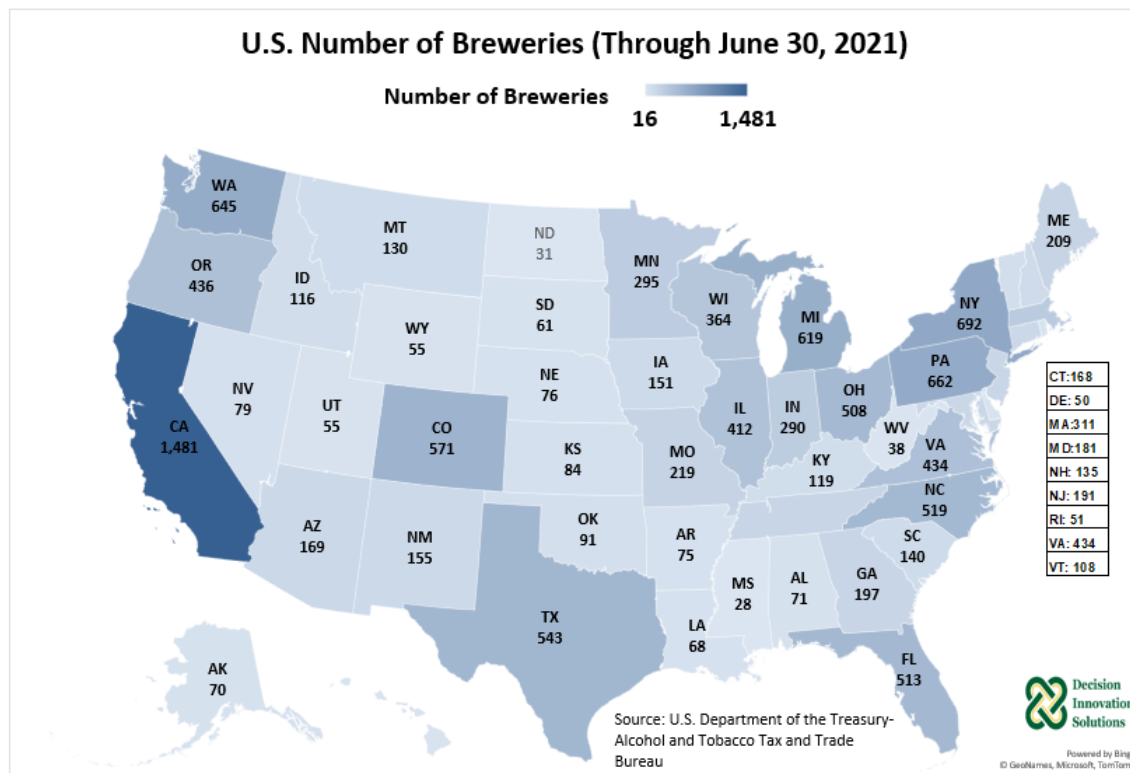 U.S. Number of Breweries (Through June 30, 2021)
Number of Breweries
16 1,481
WA
645
MT
130
ND
31
ME
209
OR
436
ID
116
MN
295
WI
364
MI
619
NY
692
SD
61
WY
55
IA
151
PA
662
NE
76
NV
79
UT
55
CO
571
IL
412
IN
290
OH
508
WV
38
VA
434
CA
1,481
KS
84
MO
219
KY
119
NC
519
AZ
169
NM
155
OK
91
AR
75
SC
140
MS
28
AL
71
GA
197
TX
543
LA
68
FL
513
AK
70
CT:168
DE: 50
MA:311
MD:181
NH: 135
NJ: 191
RI: 51
VA: 434
VT: 108
Source: U.S. Department of the Treasury-
Alcohol and Tobacco Tax and Trade
Bureau
Decision
Innovation
Solutions
Powered by Bing
© GeoNames, Microsoft, TomTom